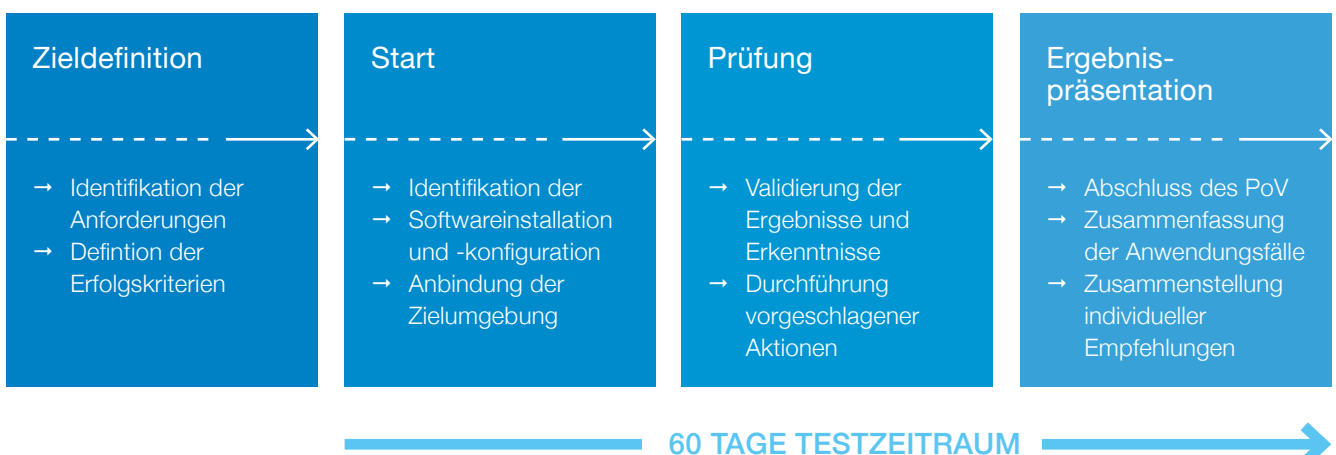 Zieldefinition
→ Identifikation der
Anforderungen
→ Defintion der
Erfolgskriterien
Start
→ Identifikation der
→ Softwareinstallation
und -konfiguration
→ Anbindung der
Zielumgebung
Prüfung
→ Validierung der
Ergebnisse und
Erkenntnisse
→ Durchführung
vorgeschlagener
Aktionen
Ergebnis-
präsentation
→ Abschluss des PoV
→ Zusammenfassung
der Anwendungsfälle
→ Zusammenstellung
individueller
Empfehlungen
60 TAGE TESTZEITRAUM